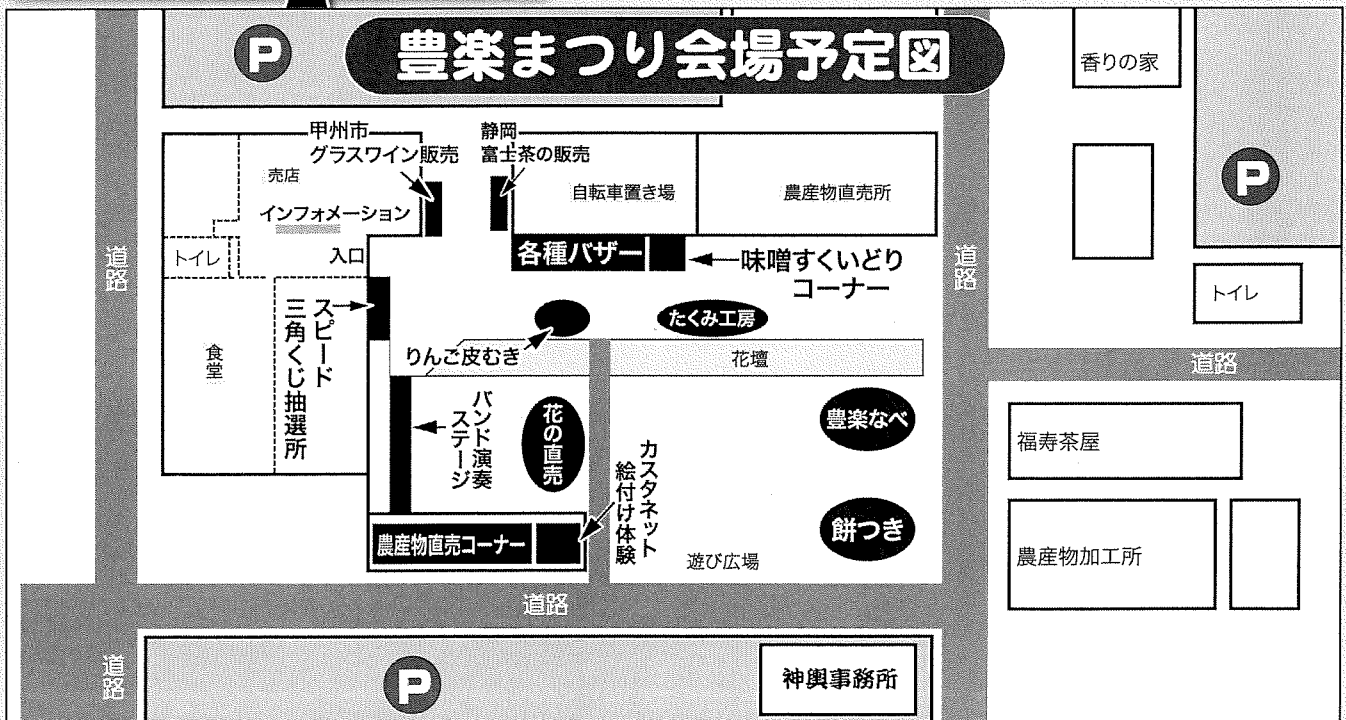 豊楽まつり会場予定図
P
香りの家
P
甲州市
グラスワイン販売
静岡
富士茶の販売
売店
自転車置き場
農産物直売所
インフォメーション
トイレ
入口
各種バザー
味噌すくいどり
コーナー
道路
道路
トイレ
スピード
三角くじ抽選所
たくみ工房
りんご皮むき
花壇
食堂
道路
バンド演奏
ステージ
花の直売
豊楽なべ
カスタネット
絵付け体験
福寿茶屋
農産物直売コーナー
餅つき
遊び広場
農産物加工所
道路
道路
P
神輿事務所